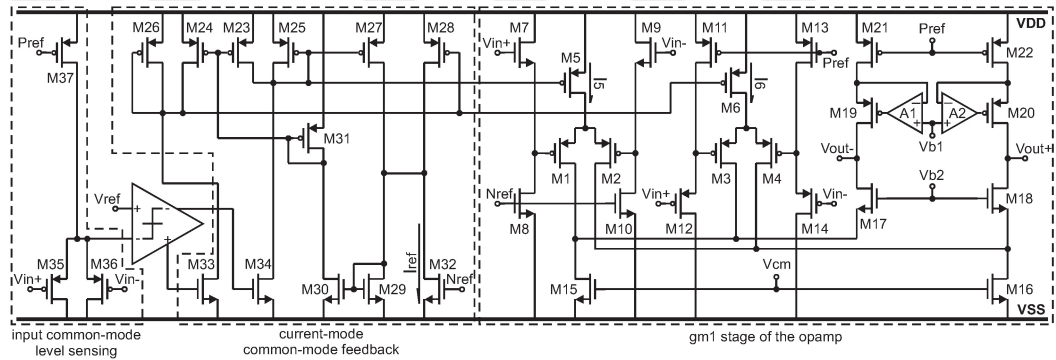 M26 M24 M23 M25 M27 M28 M7 M9 M11 M13 M21 Pref VDD
Pref Vin+ Vin- Pref M22
M37 M5 I5 M6 I6
M19 A1 A2 M20
M31 Vb1
Vout- Vout+
M1 M2 M3 M4 Vb2
Vref Nref Vin+ Vin- M18
M8 M10 M12 M14 M17
M35 M36 M33 M34 M30 M29 Iref M32 Vcm
Vin+ Vin- Nref M15 M16
VSS
input common-mode
level sensing
current-mode
common-mode feedback
gm1 stage of the opamp
- + + - - + + -